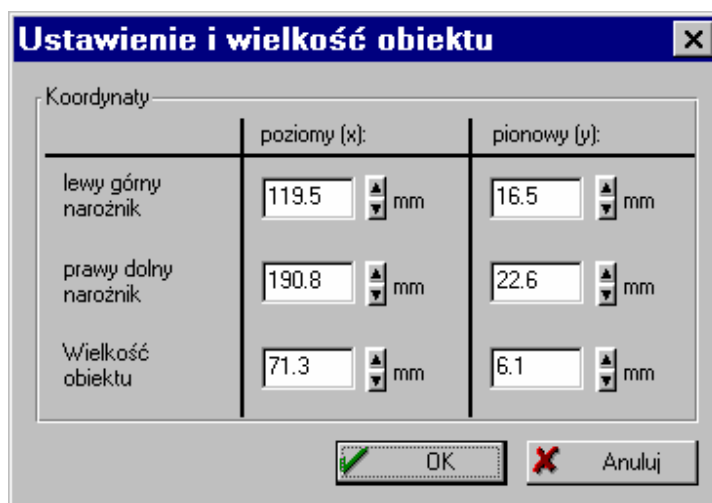 Ustawienie i wielkość obiektu
Koordynaty
poziomy (x): pionowy (y):
lewy górny
narożnik
119.5 mm 16.5 mm
prawy dolny
narożnik
190.8 mm 22.6 mm
Wielkość
obiektu
71.3 mm 6.1 mm
OK Anuluj